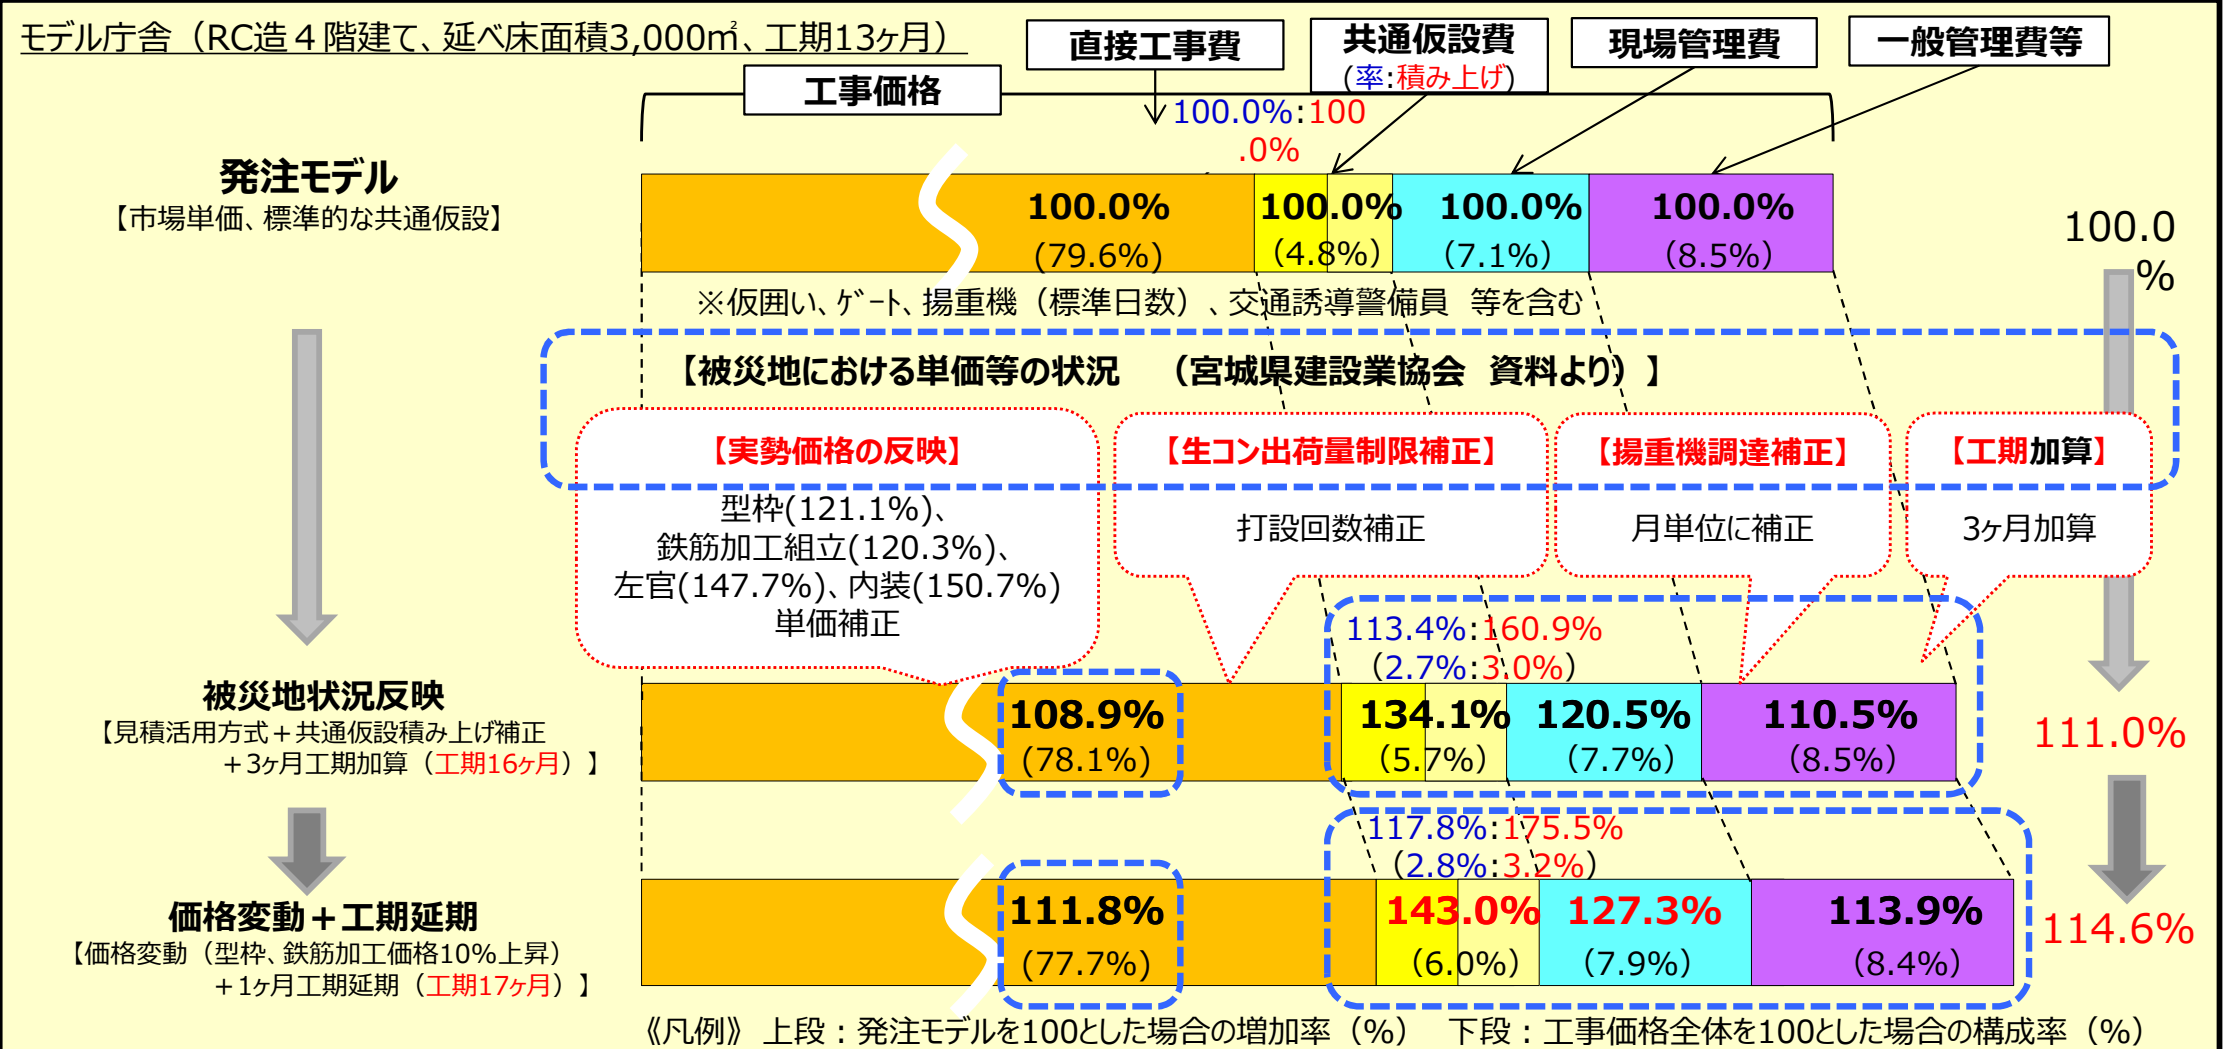 モデル庁舎（RC造４階建て、延べ床面積3,000㎡、工期13ヶ月）
直接工事費
共通仮設費
(率:積み上げ)
現場管理費
一般管理費等
工事価格
100.0%:100
.0%
発注モデル
【市場単価、標準的な共通仮設】
100.0%
(79.6%)
100.0%
(4.8%)
100.0%
(7.1%)
100.0%
(8.5%)
100.0
%
※仮囲い、ゲート、揚重機（標準日数）、交通誘導警備員 等を含む
【被災地における単価等の状況 （宮城県建設業協会 資料より）】
【実勢価格の反映】
型枠(121.1%)、
鉄筋加工組立(120.3%)、
左官(147.7%)、内装(150.7%)
単価補正
【生コン出荷量制限補正】
打設回数補正
【揚重機調達補正】
月単位に補正
【工期加算】
3ヶ月加算
113.4%:160.9%
（2.7%:3.0%）
被災地状況反映
【見積活用方式＋共通仮設積み上げ補正
＋3ヶ月工期加算（工期16ヶ月）】
108.9%
(78.1%)
134.1%
(5.7%)
120.5%
(7.7%)
110.5%
(8.5%)
111.0%
117.8%:175.5%
（2.8%:3.2%）
価格変動＋工期延期
【価格変動（型枠、鉄筋加工価格10%上昇）
＋1ヶ月工期延期（工期17ヶ月）】
111.8%
(77.7%)
143.0%
(6.0%)
127.3%
(7.9%)
113.9%
(8.4%)
114.6%
《凡例》 上段：発注モデルを100とした場合の増加率（%） 下段：工事価格全体を100とした場合の構成率（%）